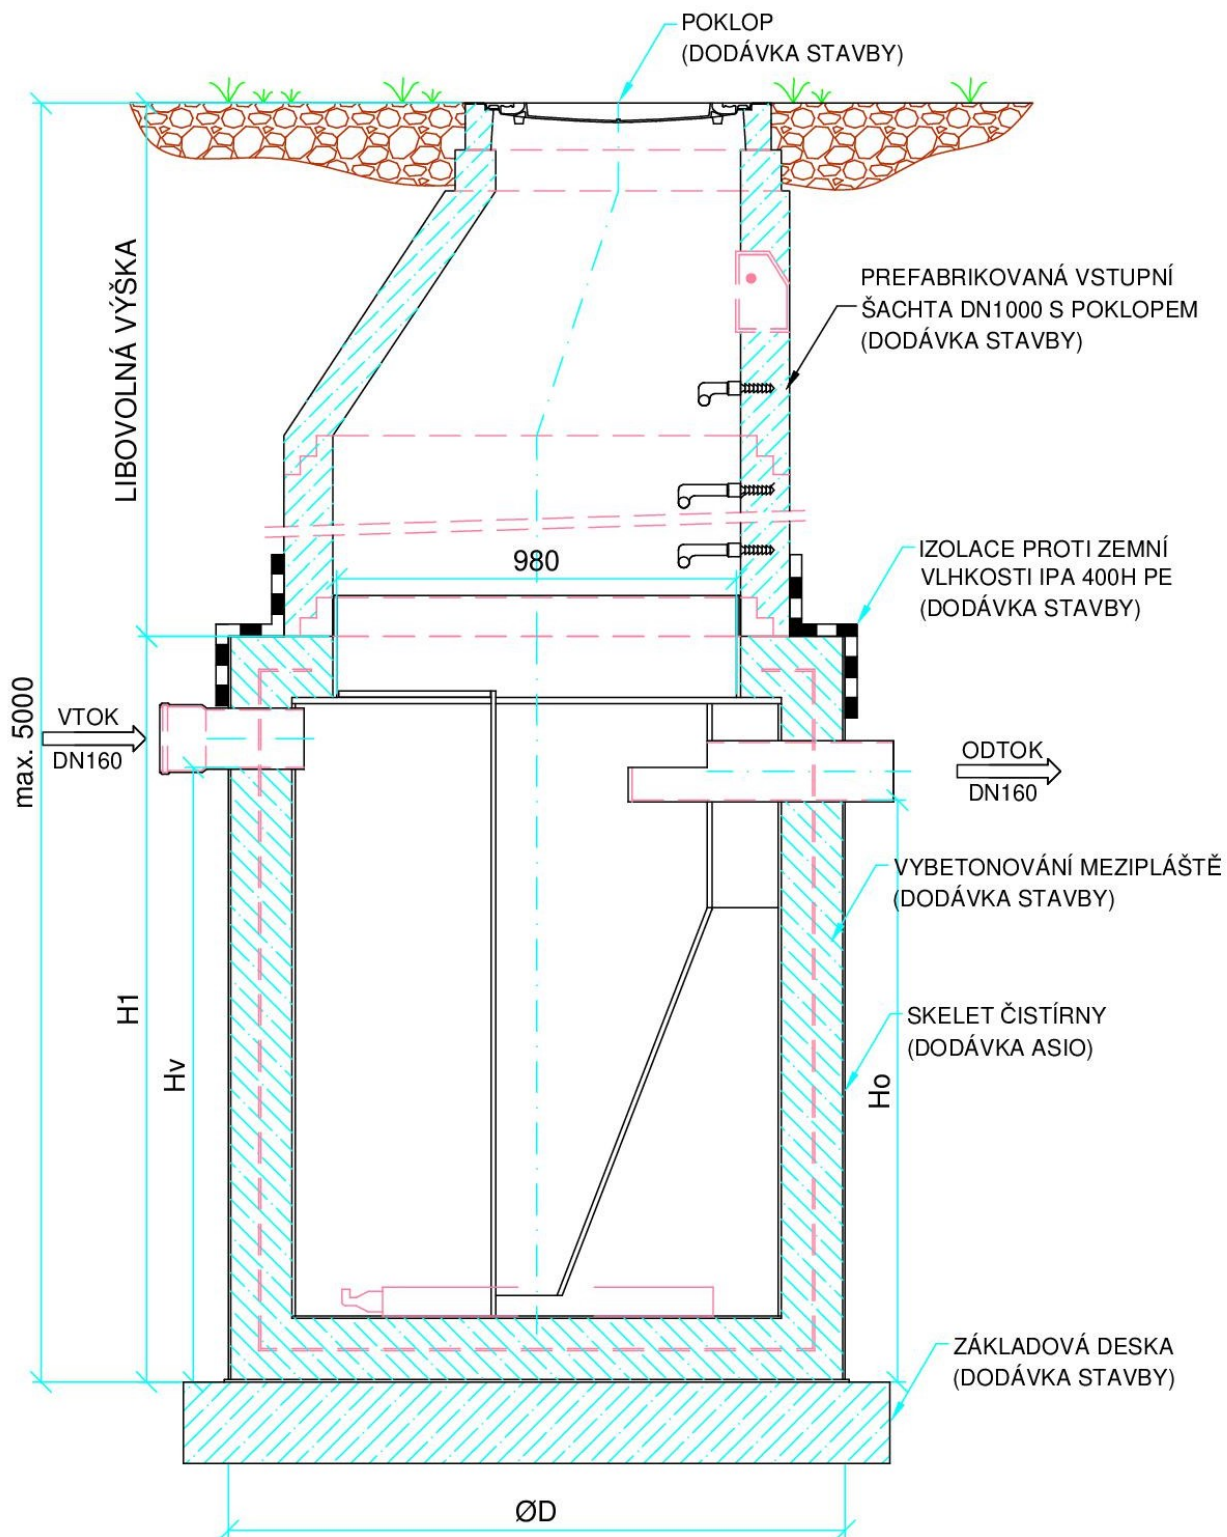 POKLOP
(DODÁVKA STAVBY)
LIBOVOLNÁ VÝŠKA
PREFABRIKOVANÁ VSTUPNÍ
ŠACHTA DN1000 S POKLOPEM
(DODÁVKA STAVBY)
980
IZOLACE PROTI ZEMNÍ
VLHKOSTI IPA 400H PE
(DODÁVKA STAVBY)
max. 5000
VTOK
DN160
ODTOK
DN160
VYBETONOVÁNÍ MEZIPLÁŠTĚ
(DODÁVKA STAVBY)
H1
Hv
Ho
SKELET ČISTÍRNY
(DODÁVKA ASIO)
ZÁKLADOVÁ DESKA
(DODÁVKA STAVBY)
ØD